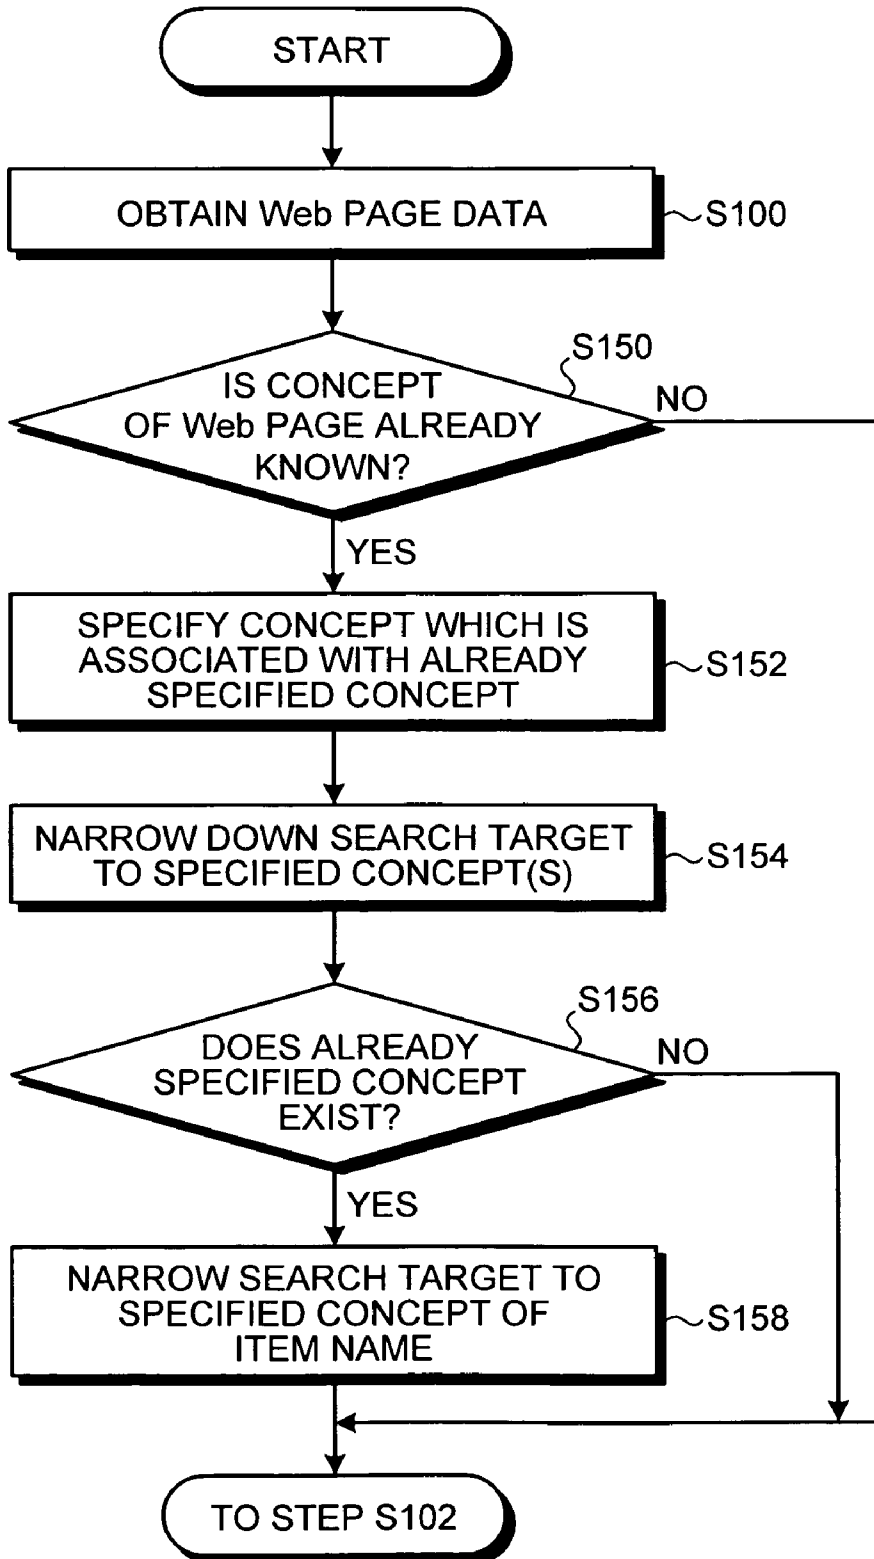 START
OBTAIN Web PAGE DATA
S100
S150
IS CONCEPT
OF Web PAGE ALREADY
KNOWN?
NO
YES
SPECIFY CONCEPT WHICH IS
ASSOCIATED WITH ALREADY
SPECIFIED CONCEPT
S152
NARROW DOWN SEARCH TARGET
TO SPECIFIED CONCEPT(S)
S154
S156
DOES ALREADY
SPECIFIED CONCEPT
EXIST?
NO
YES
NARROW SEARCH TARGET TO
SPECIFIED CONCEPT OF
ITEM NAME
S158
TO STEP S102